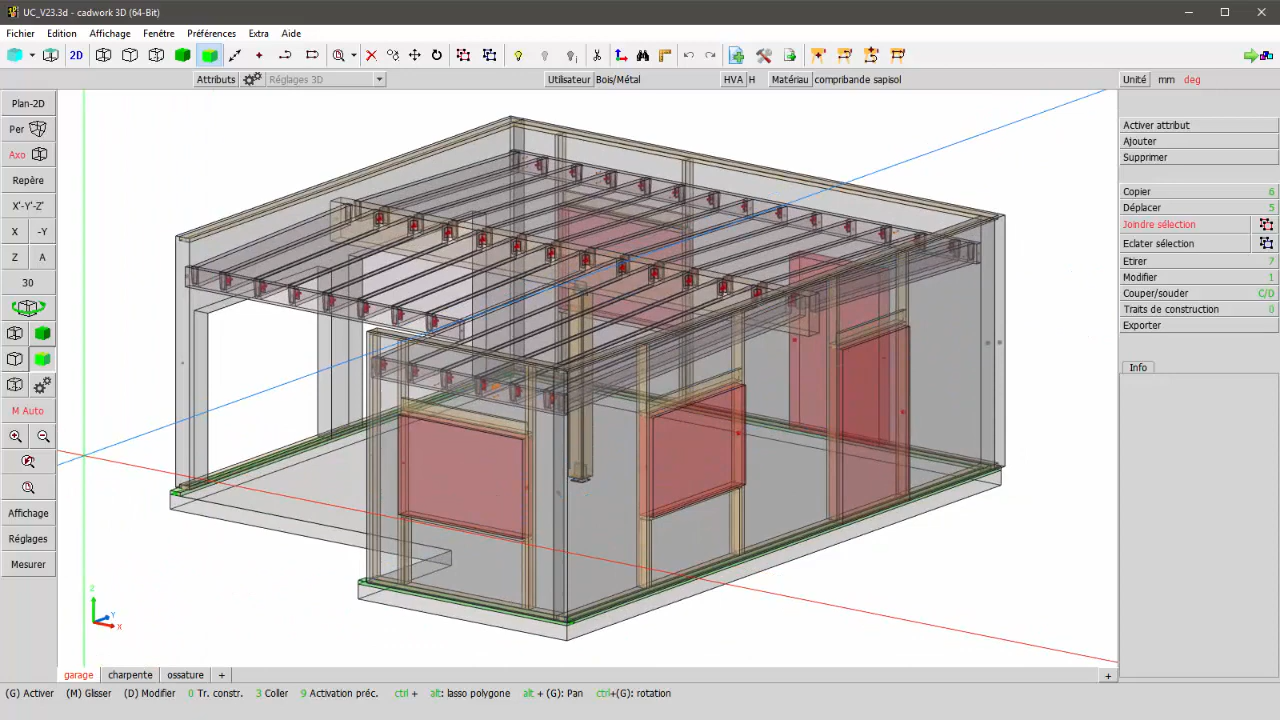 UC_V23.3d - cadwork 3D (64-Bit)
Fichier Edition Affichage Fenêtre Préférences Extra Aide
2D
Attributs Réglages 3D Utilisateur Bois/Métal HVA H Matériau compribande sapisol Unité mm deg
Plan-2D
Per
Axo
Repère
X'-Y'-Z'
X -Y
Z A
30
M Auto
Affichage
Réglages
Mesurer
Activer attribut
Ajouter
Supprimer
Copier 6
Déplacer 5
Joindre sélection
Eclater sélection
Etirer 7
Modifier 1
Couper/souder C/D
Traits de construction 0
Exporter
Info
Z
Y
X
garage charpente ossature + +
(G) Activer (M) Glisser (D) Modifier 0 Tr. constr. 3 Coller 9 Activation préc. ctrl + alt: lasso polygone alt + (G): Pan ctrl+(G): rotation